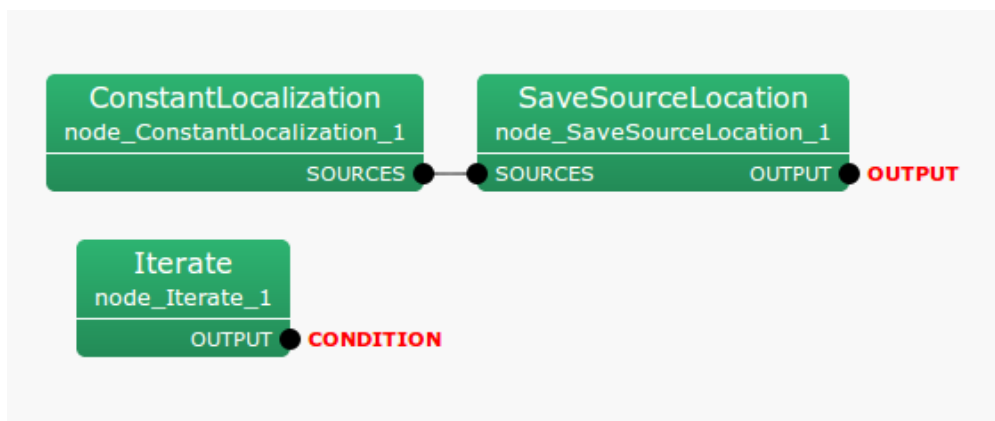 ConstantLocalization
node_ConstantLocalization_1
SOURCES
SaveSourceLocation
node_SaveSourceLocation_1
SOURCES OUTPUT OUTPUT
Iterate
node_Iterate_1
OUTPUT CONDITION